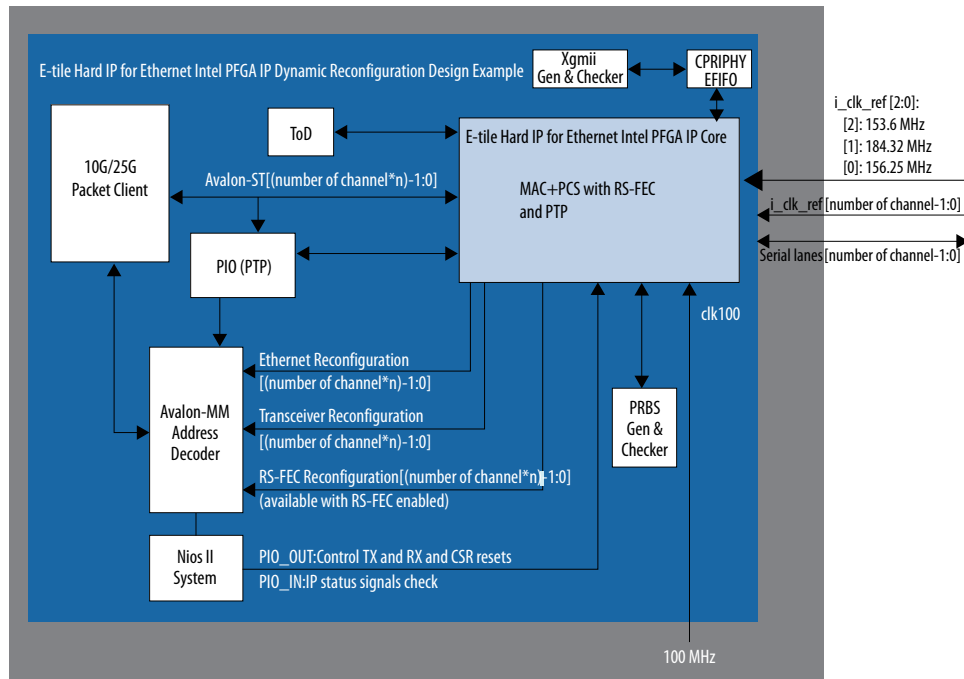 E-tile Hard IP for Ethernet Intel PFGA IP Dynamic Reconfiguration Design Example
Xgmii
Gen & Checker
CPRIPHY
EFIFO
10G/25G
Packet Client
ToD
Avalon-ST[(number of channel*n)-1:0]
E-tile Hard IP for Ethernet Intel PFGA IP Core
MAC+PCS with RS-FEC
and PTP
i_clk_ref [2:0]:
[2]: 153.6 MHz
[1]: 184.32 MHz
[0]: 156.25 MHz
i_clk_ref[number of channel-1:0]
Serial lanes[number of channel-1:0]
PIO (PTP)
clk100
Avalon-MM
Address
Decoder
Ethernet Reconfiguration
[(number of channel*n)-1:0]
Transceiver Reconfiguration
[(number of channel*n)-1:0]
RS-FEC Reconfiguration[(number of channel*n)-1:0]
(available with RS-FEC enabled)
PRBS
Gen &
Checker
Nios II
System
PIO_OUT:Control TX and RX and CSR resets
PIO_IN:IP status signals check
100 MHz